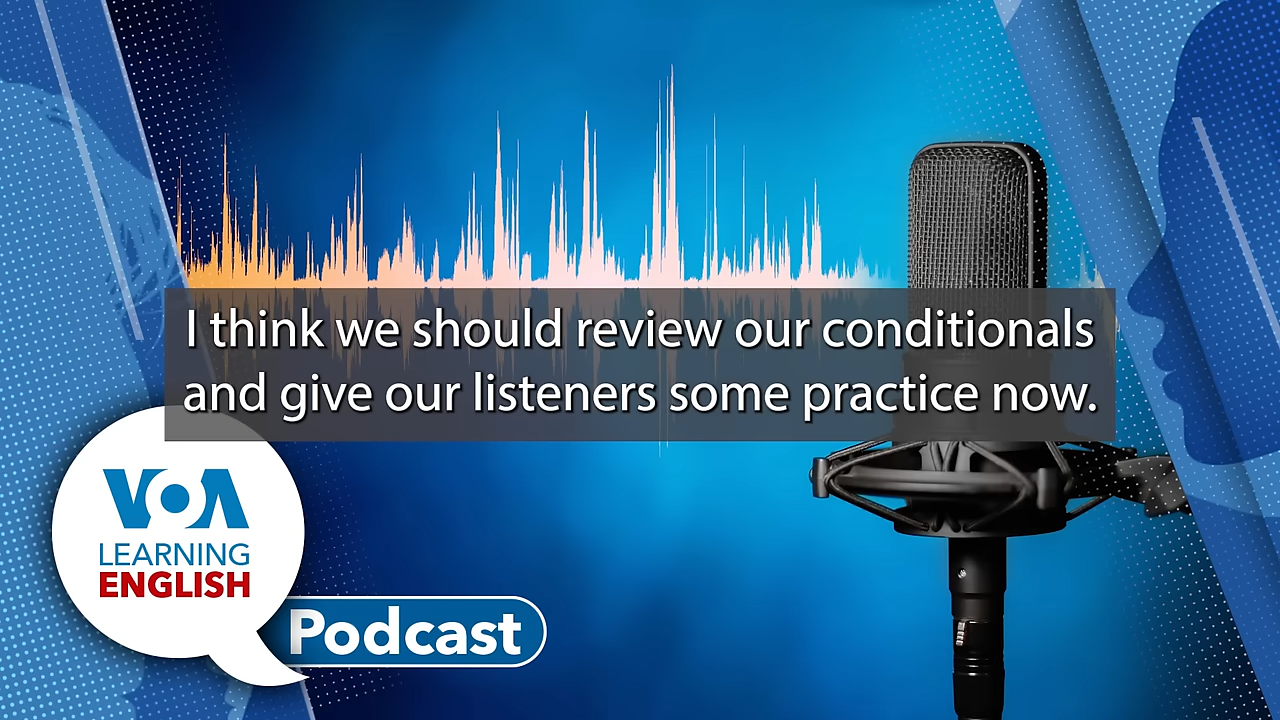 I think we should review our conditionals
and give our listeners some practice now.
VOA
LEARNING
ENGLISH
Podcast